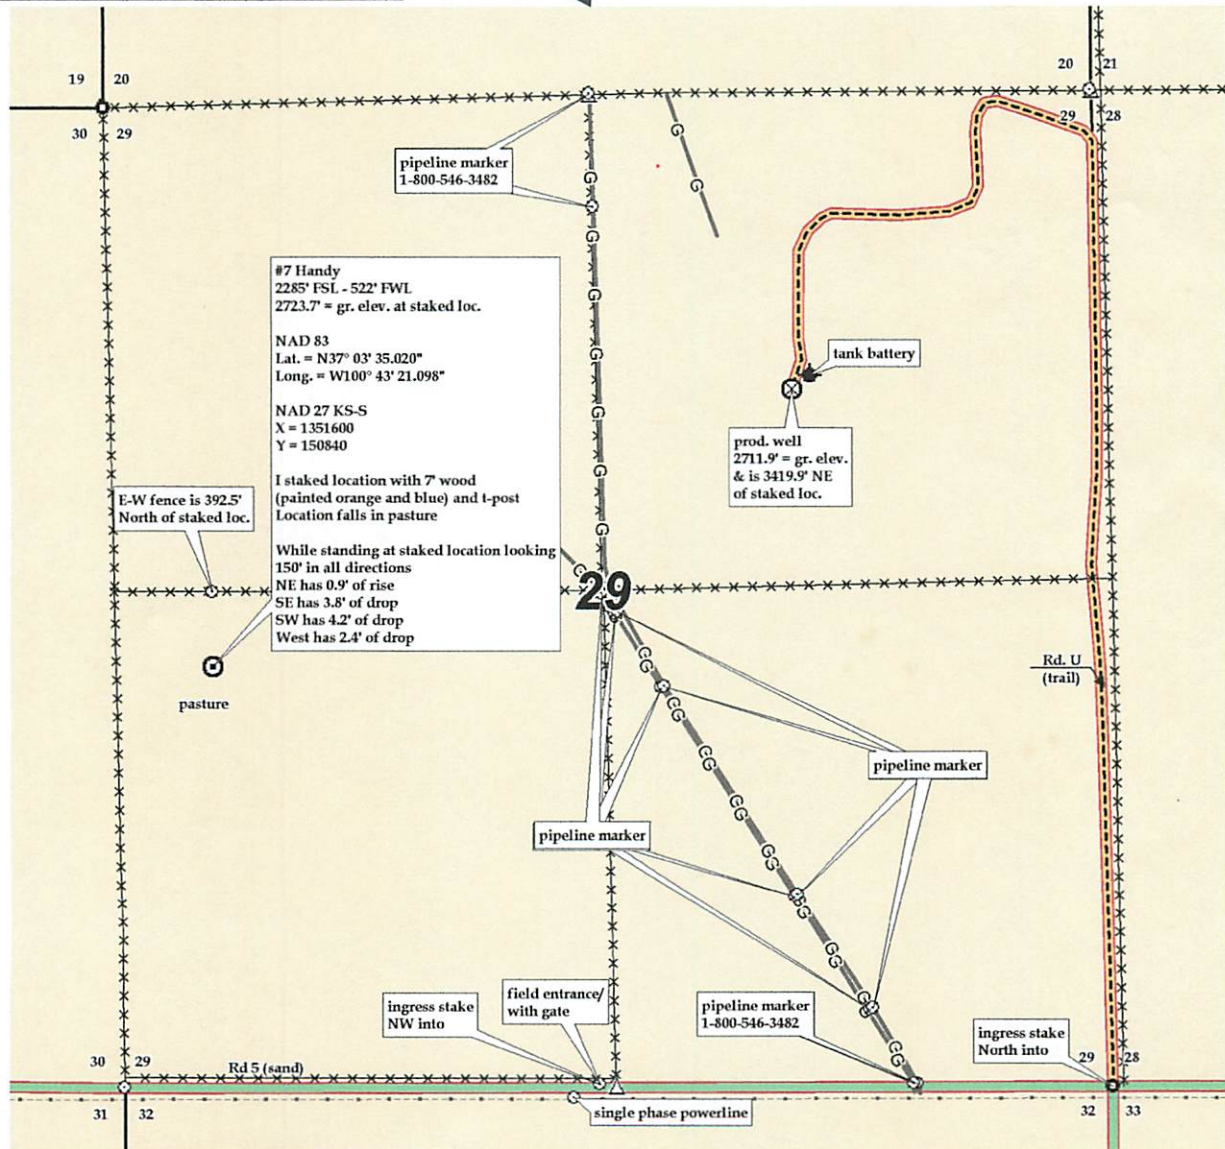 19 20
20 21
30 29
29 28
pipeline marker
1-800-546-3482
#7 Handy
2285' FSL - 522' FWL
2723.7' = gr. elev. at staked loc.
NAD 83
Lat. = N37° 03' 35.020"
Long. = W100° 43' 21.098"
NAD 27 KS-S
X = 1351600
Y = 150840
I staked location with 7' wood
(painted orange and blue) and t-post
Location falls in pasture
While standing at staked location looking
150' in all directions
NE has 0.9' of rise
SE has 3.8' of drop
SW has 4.2' of drop
West has 2.4' of drop
tank battery
prod. well
2711.9' = gr. elev.
& is 3419.9' NE
of staked loc.
E-W fence is 392.5'
North of staked loc.
29
pasture
Rd. U
(trail)
pipeline marker
pipeline marker
ingress stake
NW into
field entrance/
with gate
pipeline marker
1-800-546-3482
ingress stake
North into
30 29
Rd 5 (sand)
29 28
31 32
single phase powerline
32 33